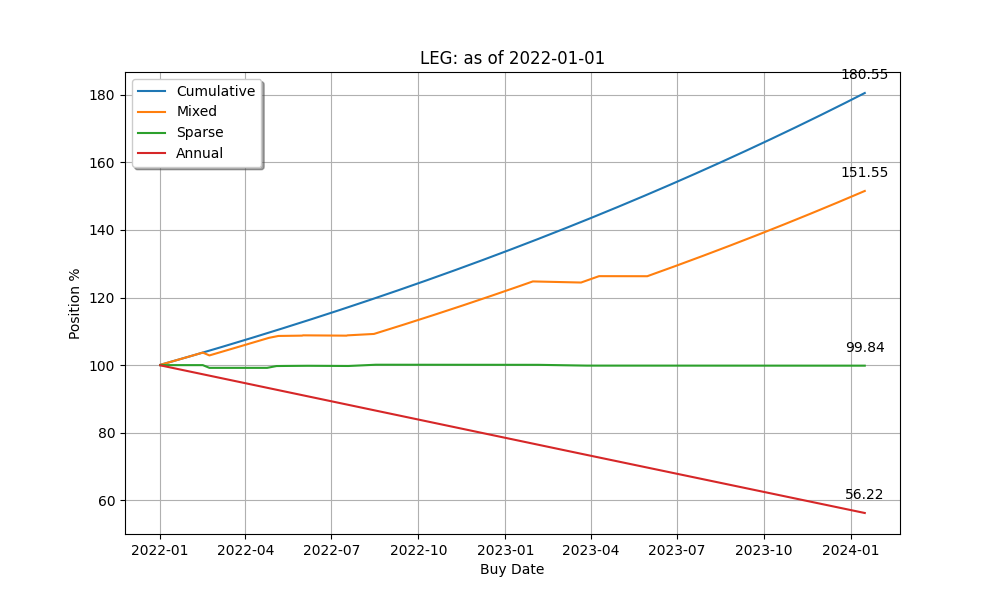 LEG: as of 2022-01-01
180.55
180
Cumulative
Mixed
Sparse
Annual
160
151.55
140
120
100
99.84
80
60
56.22
Position %
2022-01 2022-04 2022-07 2022-10 2023-01 2023-04 2023-07 2023-10 2024-01
Buy Date